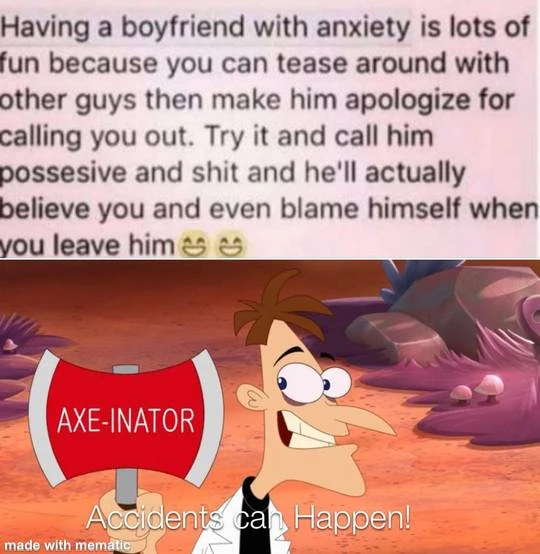 Having a boyfriend with anxiety is lots of
fun because you can tease around with
other guys then make him apologize for
calling you out. Try it and call him
possesive and shit and he'll actually
believe you and even blame himself when
you leave him😁😁
AXE-INATOR
Accidents can Happen!
made with mematic